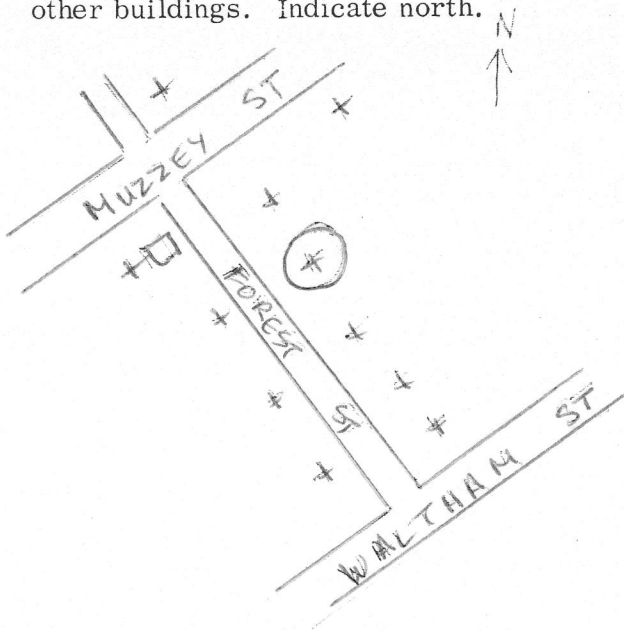 other buildings. Indicate north.
N
MUZZEY ST
FOREST ST
WALTHAM ST